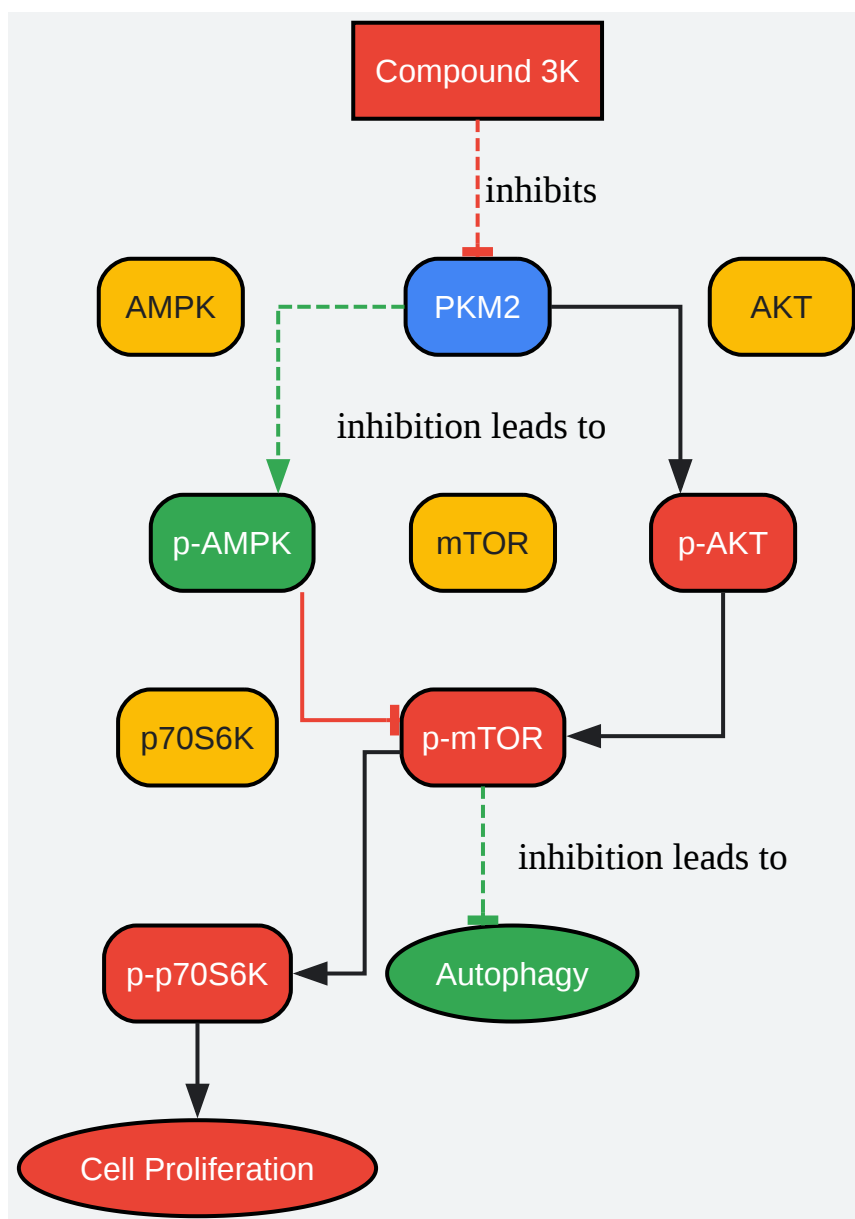 Compound 3K
inhibits
AMPK
PKM2
AKT
inhibition leads to
p-AMPK
mTOR
p-AKT
p70S6K
p-mTOR
inhibition leads to
p-p70S6K
Autophagy
Cell Proliferation